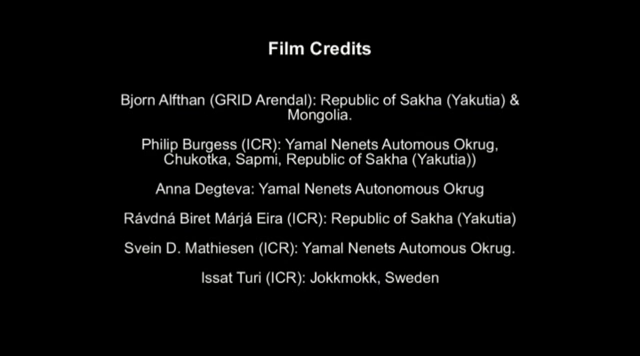 Film Credits
Bjorn Alfthan (GRID Arendal): Republic of Sakha (Yakutia) &
Mongolia.
Philip Burgess (ICR): Yamal Nenets Automous Okrug,
Chukotka, Sapmi, Republic of Sakha (Yakutia))
Anna Degteva: Yamal Nenets Autonomous Okrug
Rávdná Biret Márjá Eira (ICR): Republic of Sakha (Yakutia)
Svein D. Mathiesen (ICR): Yamal Nenets Automous Okrug.
Issat Turi (ICR): Jokkmokk, Sweden